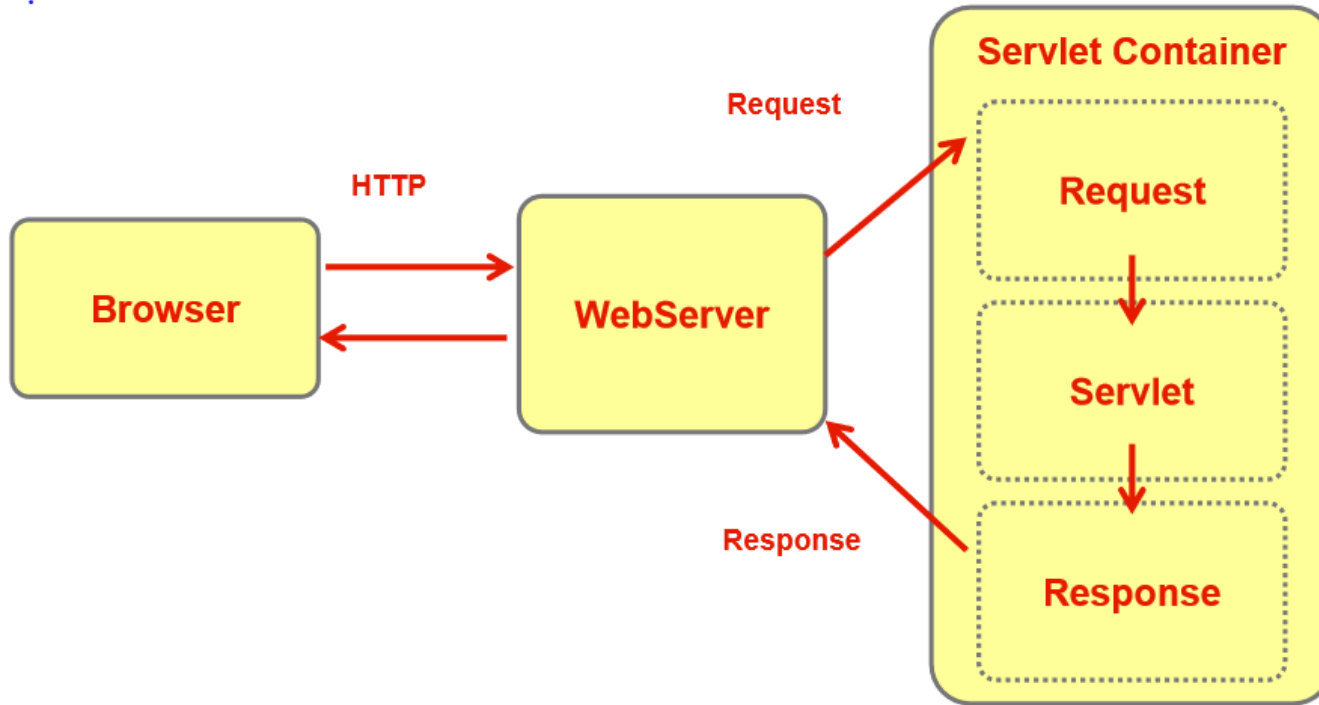 Servlet Container
Request
HTTP
Request
Browser
WebServer
Servlet
Response
Response